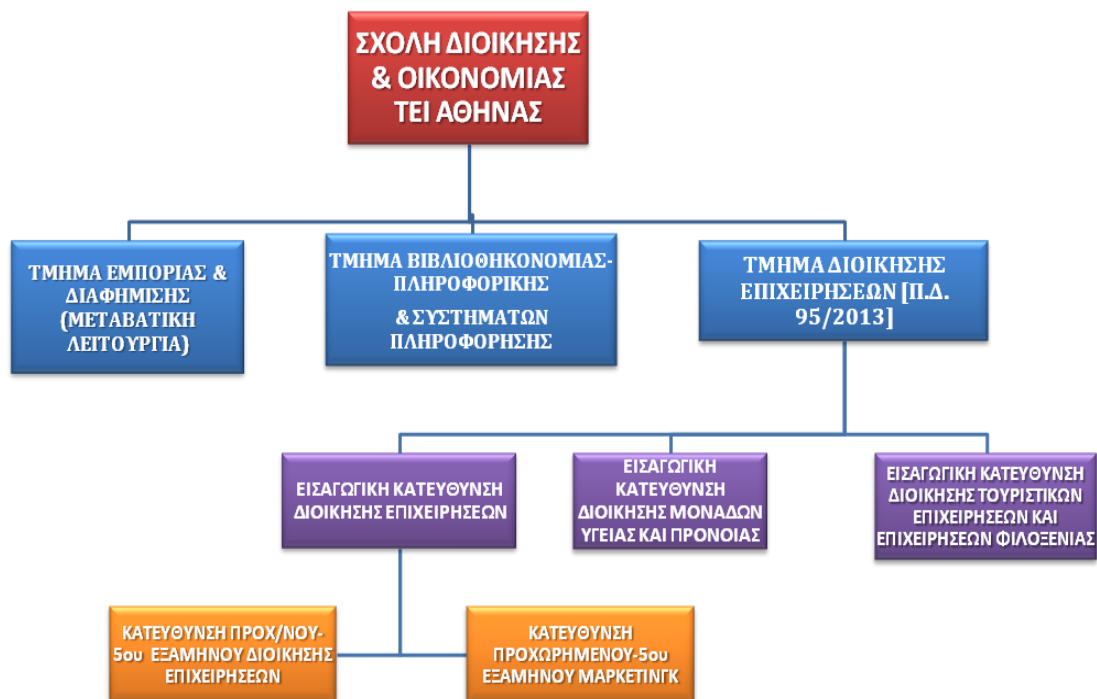 ΣΧΟΛΗ ΔΙΟΙΚΗΣΗΣ
& ΟΙΚΟΝΟΜΙΑΣ
ΤΕΙ ΑΘΗΝΑΣ
ΤΜΗΜΑ ΕΜΠΟΡΙΑΣ &
ΔΙΑΦΗΜΙΣΗΣ
(ΜΕΤΑΒΑΤΙΚΗ
ΛΕΙΤΟΥΡΓΙΑ)
ΤΜΗΜΑ ΒΙΒΛΙΟΘΗΚΟΝΟΜΙΑΣ-
ΠΛΗΡΟΦΟΡΙΚΗΣ
& ΣΥΣΤΗΜΑΤΩΝ
ΠΛΗΡΟΦΟΡΗΣΗΣ
ΤΜΗΜΑ ΔΙΟΙΚΗΣΗΣ
ΕΠΙΧΕΙΡΗΣΕΩΝ [Π.Δ.
95/2013]
ΕΙΣΑΓΩΓΙΚΗ ΚΑΤΕΥΘΥΝΣΗ
ΔΙΟΙΚΗΣΗΣ ΕΠΙΧΕΙΡΗΣΕΩΝ
ΕΙΣΑΓΩΓΙΚΗ
ΚΑΤΕΥΘΥΝΣΗ
ΔΙΟΙΚΗΣΗΣ ΜΟΝΑΔΩΝ
ΥΓΕΙΑΣ ΚΑΙ ΠΡΟΝΟΙΑΣ
ΕΙΣΑΓΩΓΙΚΗ ΚΑΤΕΥΘΥΝΣΗ
ΔΙΟΙΚΗΣΗΣ ΤΟΥΡΙΣΤΙΚΩΝ
ΕΠΙΧΕΙΡΗΣΕΩΝ ΚΑΙ
ΕΠΙΧΕΙΡΗΣΕΩΝ ΦΙΛΟΞΕΝΙΑΣ
ΚΑΤΕΥΘΥΝΣΗ ΠΡΟΧ/ΝΟΥ-
5ου ΕΞΑΜΗΝΟΥ ΔΙΟΙΚΗΣΗΣ
ΕΠΙΧΕΙΡΗΣΕΩΝ
ΚΑΤΕΥΘΥΝΣΗ
ΠΡΟΧΩΡΗΜΕΝΟΥ-5ου
ΕΞΑΜΗΝΟΥ ΜΑΡΚΕΤΙΝΓΚ